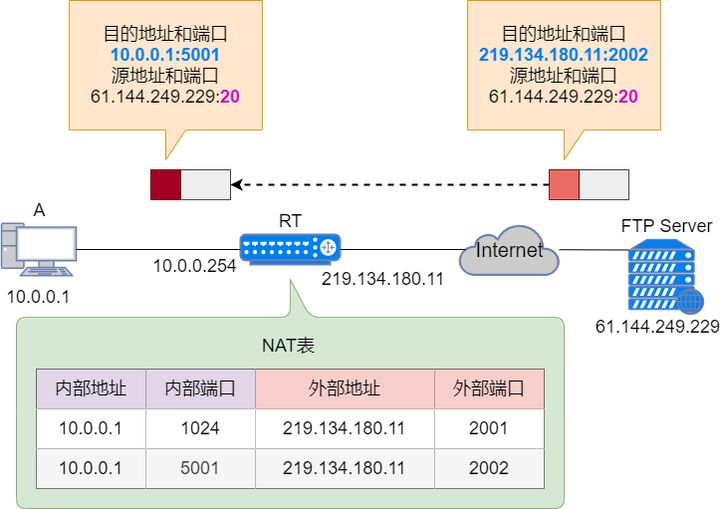 目的地址和端口
10.0.0.1:5001
源地址和端口
61.144.249.229:20
目的地址和端口
219.134.180.11:2002
源地址和端口
61.144.249.229:20
A
RT
Internet
FTP Server
10.0.0.254
219.134.180.11
10.0.0.1
61.144.249.229
NAT表
内部地址 内部端口 外部地址 外部端口
10.0.0.1 1024 219.134.180.11 2001
10.0.0.1 5001 219.134.180.11 2002